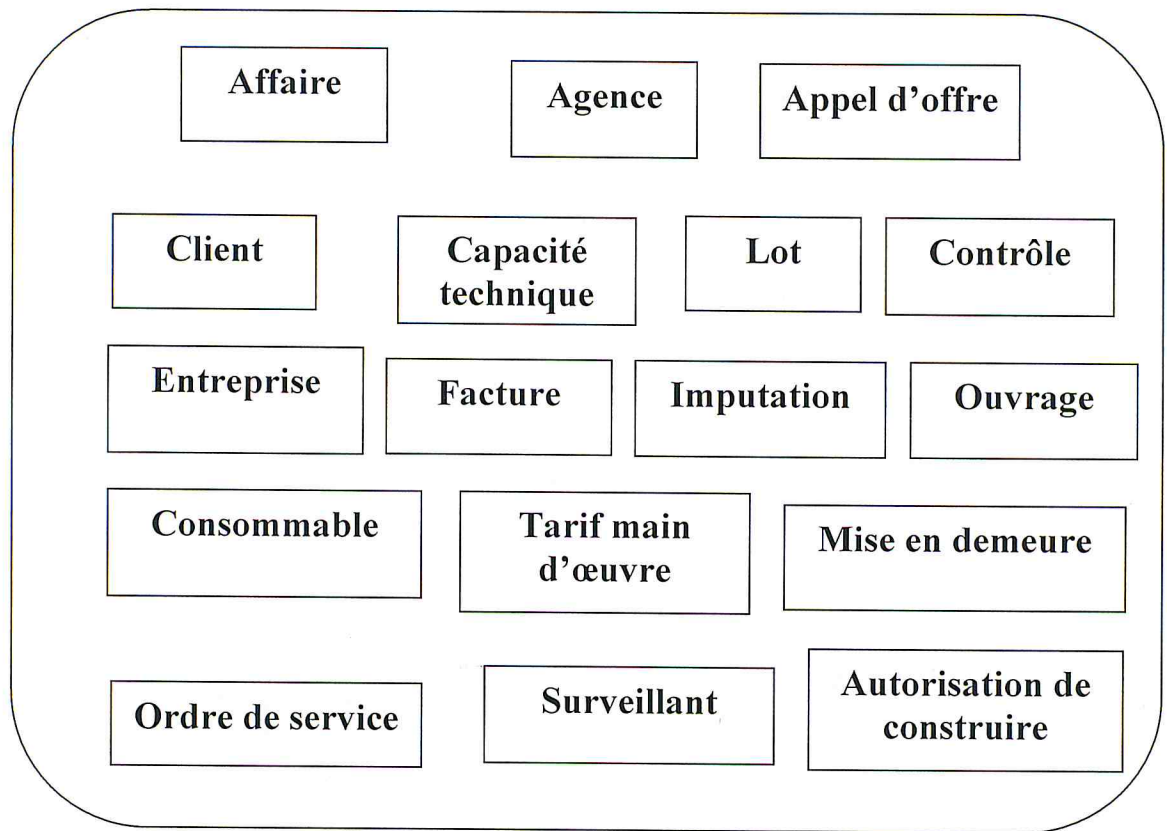 Affaire
Agence
Appel d’offre
Client
Capacité
technique
Lot
Contrôle
Entreprise
Facture
Imputation
Ouvrage
Consommable
Tarif main
d’œuvre
Mise en demeure
Ordre de service
Surveillant
Autorisation de
construire